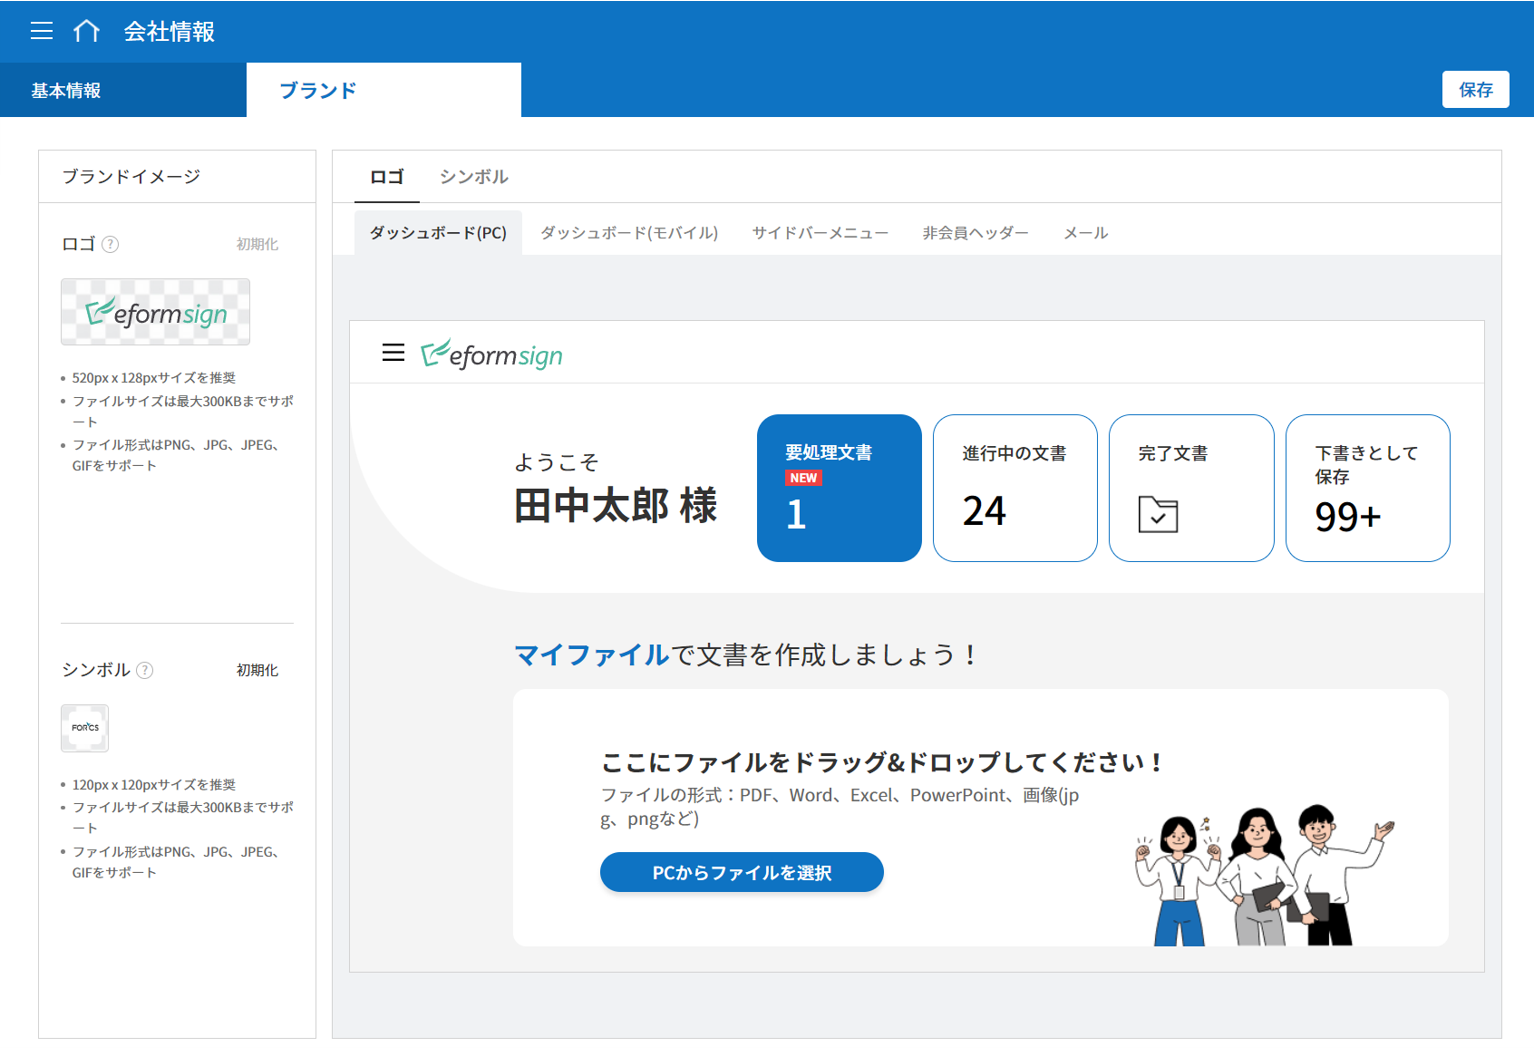 会社情報
基本情報
ブランド
保存
ブランドイメージ
ロゴ ?
初期化
eformsign
520px x 128pxサイズを推奨
ファイルサイズは最大300KBまでサポ
ート
ファイル形式はPNG、JPG、JPEG、
GIFをサポート
シンボル ?
初期化
FORCS
120px x 120pxサイズを推奨
ファイルサイズは最大300KBまでサポ
ート
ファイル形式はPNG、JPG、JPEG、
GIFをサポート
ロゴ
シンボル
ダッシュボード(PC)
ダッシュボード(モバイル)
サイドバーメニュー
非会員ヘッダー
メール
eformsign
ようこそ
田中太郎 様
要処理文書
NEW
1
進行中の文書
24
完了文書
下書きとして
保存
99+
マイファイルで文書を作成しましょう！
ここにファイルをドラッグ&ドロップしてください！
ファイルの形式：PDF、Word、Excel、PowerPoint、画像(jp
g、pngなど)
PCからファイルを選択